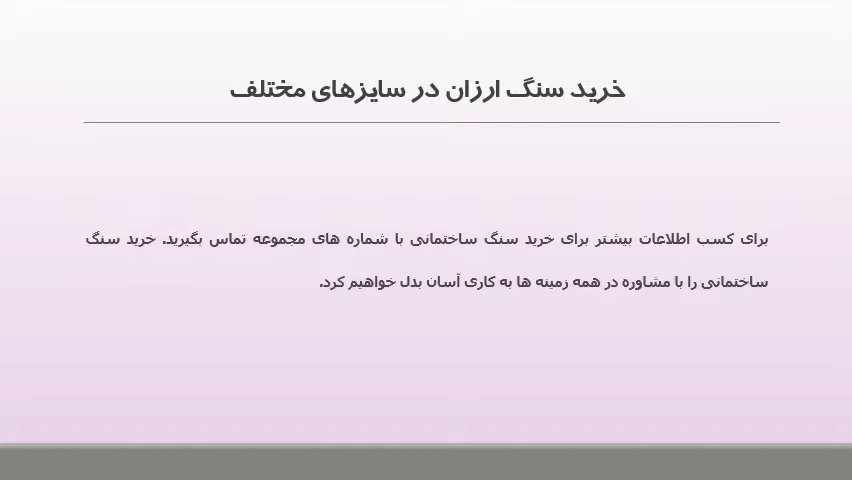 خرید سنگ ارزان در سایزهای مختلف
برای کسب اطلاعات بیشتر برای خرید سنگ ساختمانی با شماره های مجموعه تماس بگیرید. خرید سنگ
ساختمانی را با مشاوره در همه زمینه ها به کاری آسان بدل خواهیم کرد.